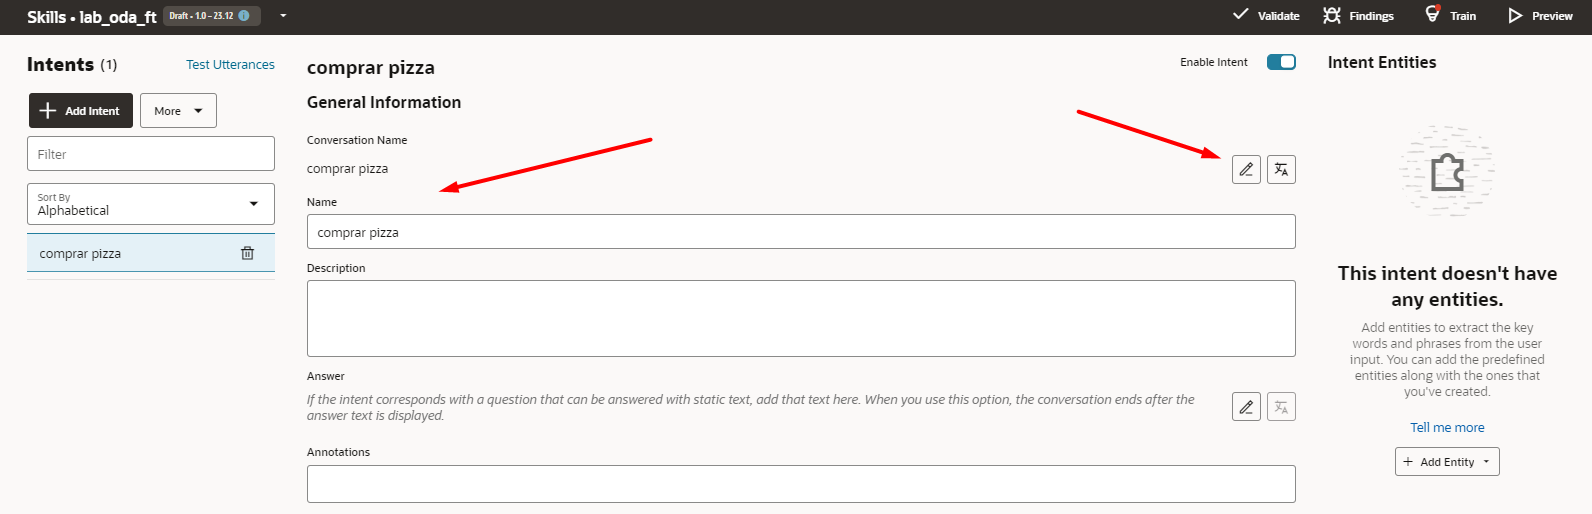 Skills • lab_oda_ft
Draft • 1.0 – 23.12
Validate
Findings
Train
Preview
Intents (1)
Test Utterances
Add Intent
More
Filter
Sort By
Alphabetical
comprar pizza
comprar pizza
Enable Intent
General Information
Conversation Name
comprar pizza
Name
comprar pizza
Description
Answer
If the intent corresponds with a question that can be answered with static text, add that text here. When you use this option, the conversation ends after the
answer text is displayed.
Annotations
Intent Entities
This intent doesn't have
any entities.
Add entities to extract the key
words and phrases from the user
input. You can add the predefined
entities along with the ones that
you've created.
Tell me more
+ Add Entity